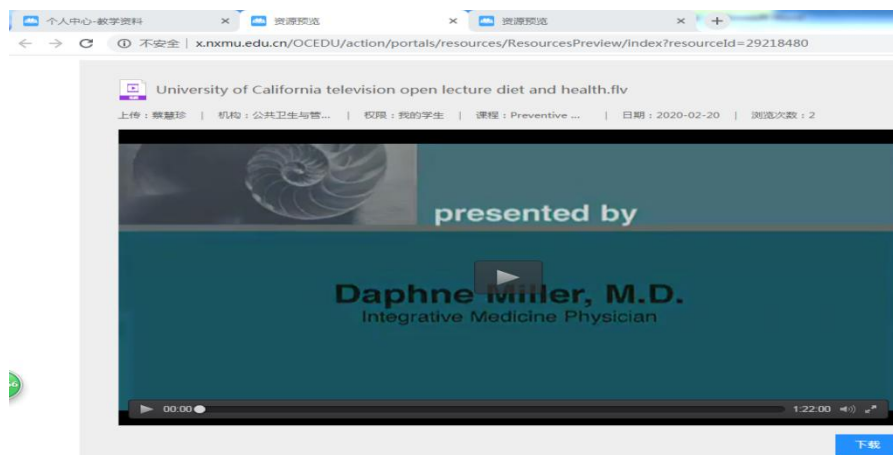 个人中心-教学资料 × 资源预览 × 资源预览 × +
不安全 | x.nxmu.edu.cn/OCEDU/action/portals/resources/ResourcesPreview/index?resourceId=29218480
University of California television open lecture diet and health.flv
上传：蔡慧珍 | 机构：公共卫生与管... | 权限：我的学生 | 课程：Preventive ... | 日期：2020-02-20 | 浏览次数：2
presented by
Daphne Miller, M.D.
Integrative Medicine Physician
00:00 1:22:00
下载